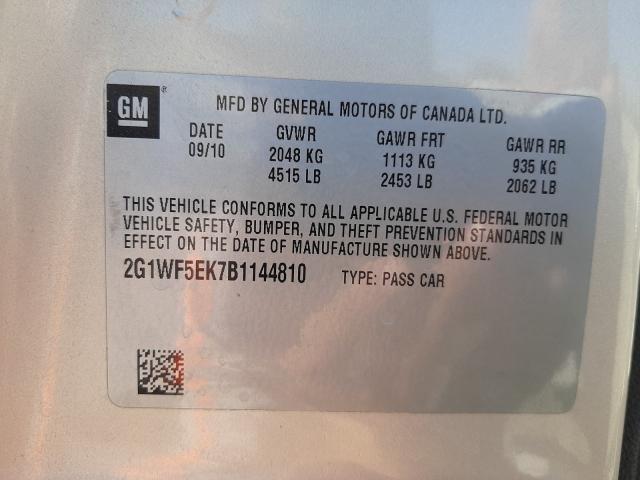 GM ®
MFD BY GENERAL MOTORS OF CANADA LTD.
DATE GVWR GAWR FRT GAWR RR
09/10 2048 KG 1113 KG 935 KG
4515 LB 2453 LB 2062 LB
THIS VEHICLE CONFORMS TO ALL APPLICABLE U.S. FEDERAL MOTOR
VEHICLE SAFETY, BUMPER, AND THEFT PREVENTION STANDARDS IN
EFFECT ON THE DATE OF MANUFACTURE SHOWN ABOVE.
2G1WF5EK7B1144810 TYPE: PASS CAR